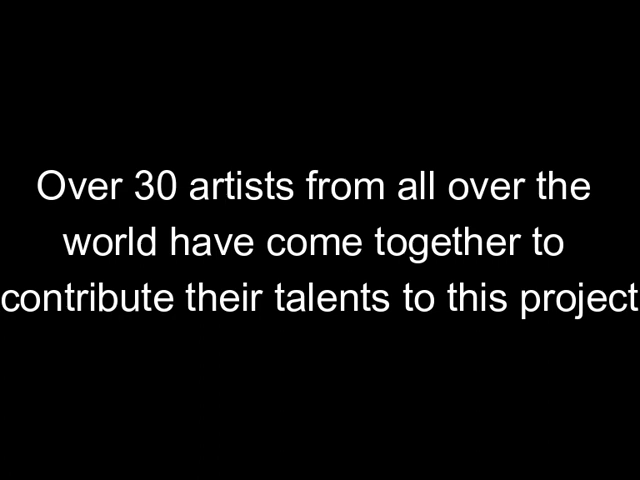 Over 30 artists from all over the
world have come together to
contribute their talents to this project